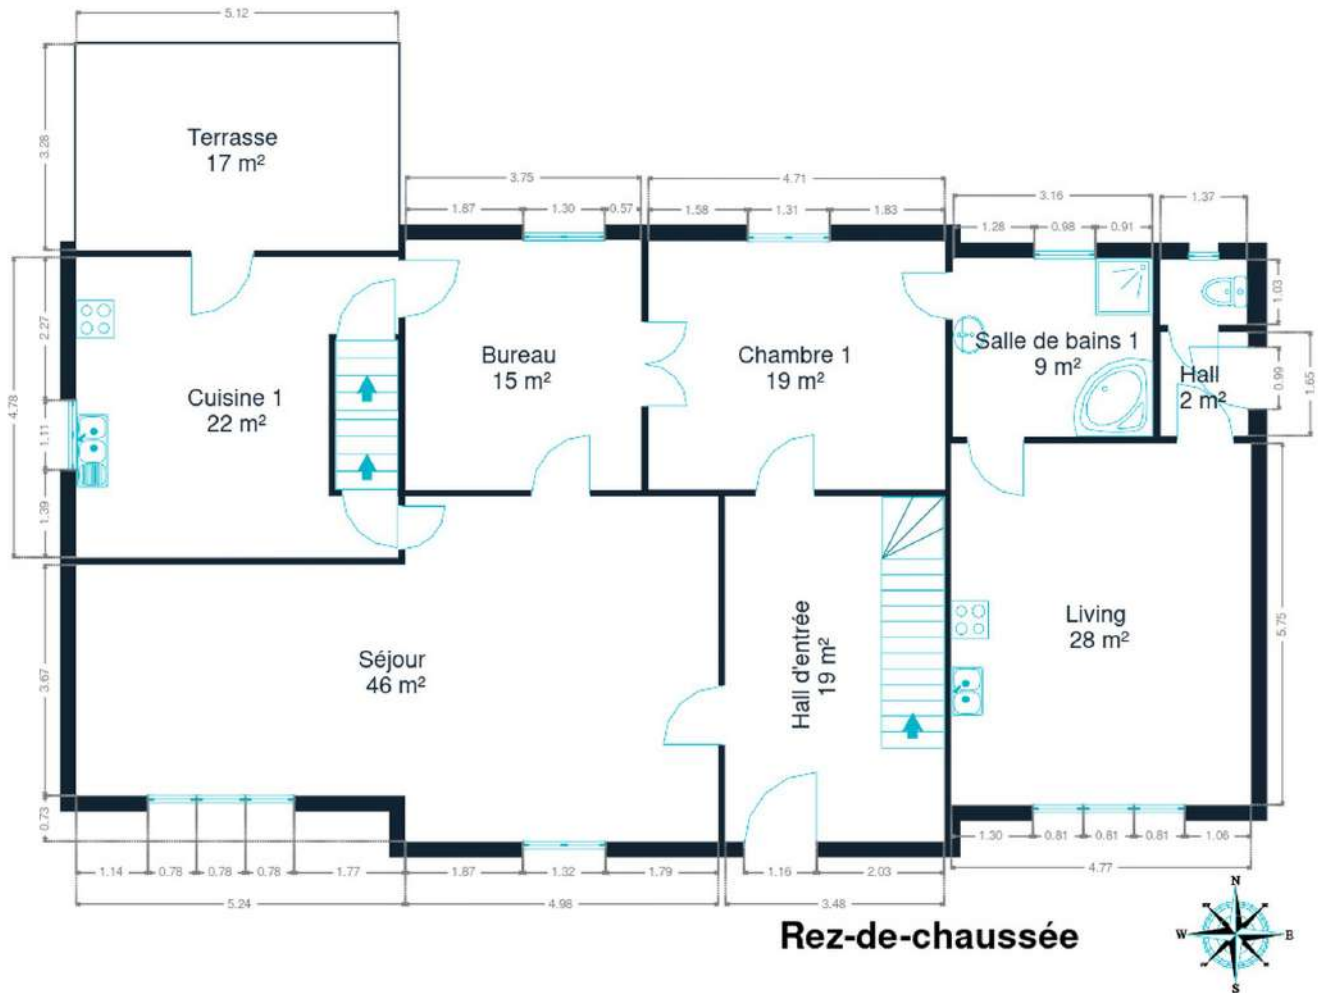 5.12
3.28
Terrasse
17 m²
3.75
4.71
3.16
1.37
1.87
1.30
0.57
1.58
1.31
1.83
1.28
0.98
0.91
1.03
4.78
2.27
1.11
1.39
Cuisine 1
22 m²
Bureau
15 m²
Chambre 1
19 m²
Salle de bains 1
9 m²
Hall
2 m²
0.99
1.65
Séjour
46 m²
Hall d'entrée
19 m²
Living
28 m²
3.67
0.73
5.75
1.14
0.78
0.78
0.78
1.77
1.87
1.32
1.79
1.16
2.03
1.30
0.81
0.81
0.81
1.06
5.24
4.98
3.48
4.77
Rez-de-chaussée
N
W
E
S